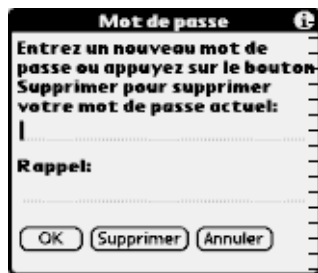 Mot de passe
Entrez un nouveau mot de
passe ou appuyez sur le bouton
Supprimer pour supprimer
votre mot de passe actuel:
Rappel:
OK Supprimer Annuler